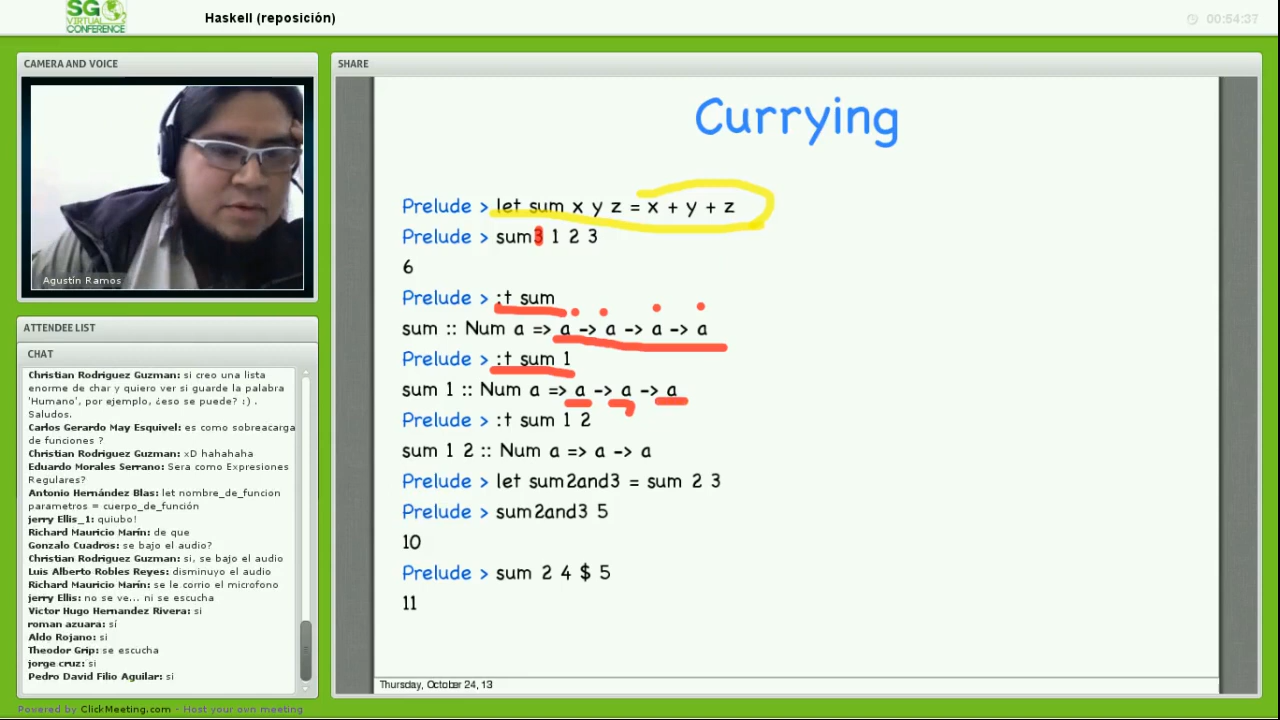 SG
VIRTUAL
CONFERENCE
Haskell (reposición)
00:54:37
CAMERA AND VOICE
Agustín Ramos
ATTENDEE LIST
CHAT
Christian Rodriguez Guzman: si creo una lista
enorme de char y quiero ver si guarde la palabra
'Humano', por ejemplo, ¿eso se puede? :) .
Saludos.
Carlos Gerardo May Esquivel: es como sobreacarga
de funciones ?
Christian Rodriguez Guzman: xD hahahaha
Eduardo Morales Serrano: Sera como Expresiones
Regulares?
Antonio Hernández Blas: let nombre_de_funcion
parametros = cuerpo_de_función
jerry Ellis_1: quiubo!
Richard Mauricio Marín: de que
Gonzalo Cuadros: se bajo el audio?
Christian Rodriguez Guzman: si, se bajo el audio
Luis Alberto Robles Reyes: disminuyo el audio
Richard Mauricio Marín: se le corrio el microfono
jerry Ellis: no se ve... ni se escucha
Victor Hugo Hernandez Rivera: si
roman azuara: sí
Aldo Rojano: si
Theodor Grip: se escucha
jorge cruz: si
Pedro David Filio Aguilar: si
SHARE
Currying
Prelude > let sum x y z = x + y + z
Prelude > sum3 1 2 3
6
Prelude > :t sum
sum :: Num a => a -> a -> a -> a
Prelude > :t sum 1
sum 1 :: Num a => a -> a -> a
Prelude > :t sum 1 2
sum 1 2 :: Num a => a -> a
Prelude > let sum2and3 = sum 2 3
Prelude > sum2and3 5
10
Prelude > sum 2 4 $ 5
11
Thursday, October 24, 13
Powered by ClickMeeting.com - Host your own meeting